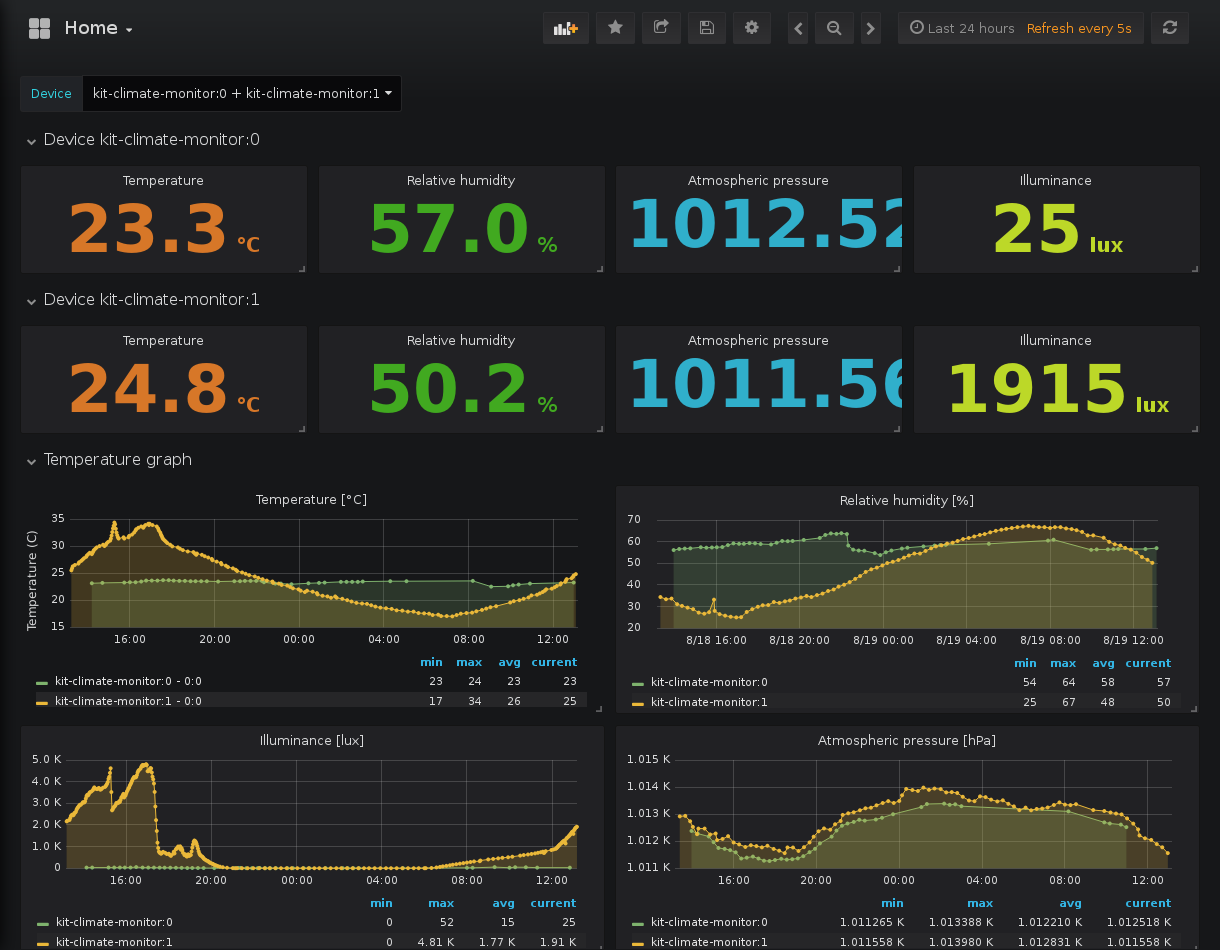 Home
Last 24 hours Refresh every 5s
Device kit-climate-monitor:0 + kit-climate-monitor:1
Device kit-climate-monitor:0
Temperature Relative humidity Atmospheric pressure Illuminance
23.3 °C 57.0 % 1012.52 25 lux
Device kit-climate-monitor:1
Temperature Relative humidity Atmospheric pressure Illuminance
24.8 °C 50.2 % 1011.56 1915 lux
Temperature graph
Temperature [°C]
Temperature (C)
35
30
25
20
15
16:00 20:00 00:00 04:00 08:00 12:00
min max avg current
kit-climate-monitor:0 - 0:0 23 24 23 23
kit-climate-monitor:1 - 0:0 17 34 26 25
Relative humidity [%]
70
60
50
40
30
20
8/18 16:00 8/18 20:00 8/19 00:00 8/19 04:00 8/19 08:00 8/19 12:00
min max avg current
kit-climate-monitor:0 54 64 58 57
kit-climate-monitor:1 25 67 48 50
Illuminance [lux]
5.0 K
4.0 K
3.0 K
2.0 K
1.0 K
0
16:00 20:00 00:00 04:00 08:00 12:00
min max avg current
kit-climate-monitor:0 0 52 15 25
kit-climate-monitor:1 0 4.81 K 1.77 K 1.91 K
Atmospheric pressure [hPa]
1.015 K
1.014 K
1.013 K
1.012 K
1.011 K
16:00 20:00 00:00 04:00 08:00 12:00
min max avg current
kit-climate-monitor:0 1.011265 K 1.013388 K 1.012210 K 1.012518 K
kit-climate-monitor:1 1.011558 K 1.013980 K 1.012831 K 1.011558 K